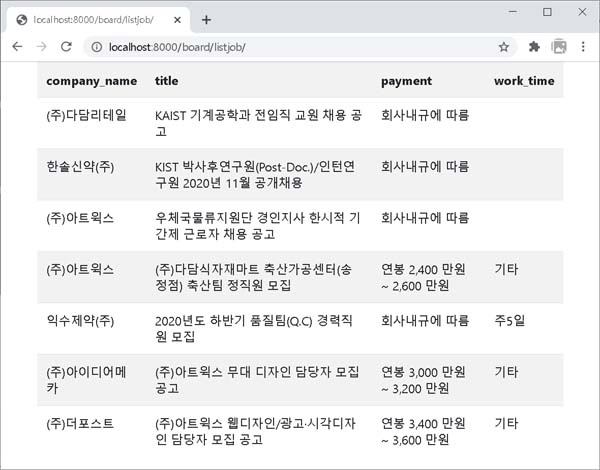 localhost:8000/board/listjob/
localhost:8000/board/listjob/
company_name title payment work_time
(주)다담리테일 KAIST 기계공학과 전임직 교원 채용 공 회사내규에 따름
고
한솔신약(주) KIST 박사후연구원(Post-Doc.)/인턴연 회사내규에 따름
구원 2020년 11월 공개채용
(주)아트웍스 우체국물류지원단 경인지사 한시적 기 회사내규에 따름
간제 근로자 채용 공고
(주)아트웍스 (주)다담식자재마트 축산가공센터(송 연봉 2,400 만원 기타
정점) 축산팀 정직원 모집 ~ 2,600 만원
익수제약(주) 2020년도 하반기 품질팀(Q.C) 경력직 회사내규에 따름 주5일
원 모집
(주)아이디어메 (주)아트웍스 무대 디자인 담당자 모집 연봉 3,000 만원 기타
카 공고 ~ 3,200 만원
(주)더포스트 (주)아트웍스 웹디자인/광고·시각디자 연봉 3,400 만원 기타
인 담당자 모집 공고 ~ 3,600 만원